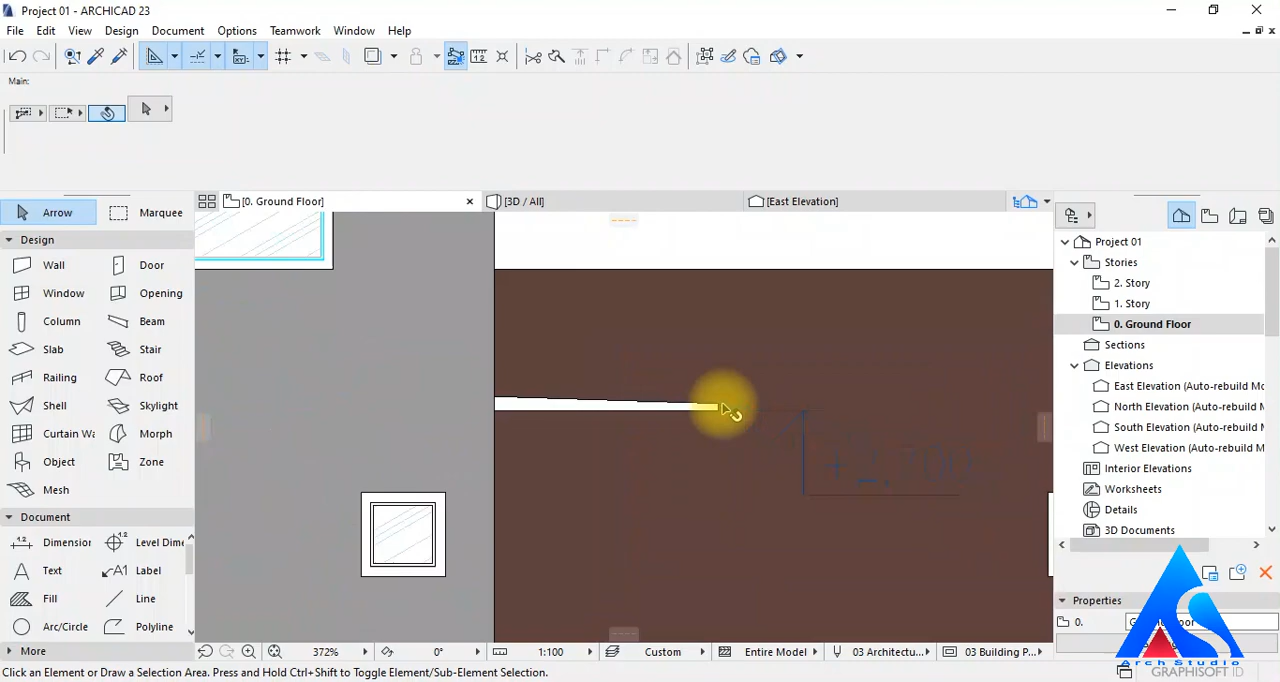 Project 01 - ARCHICAD 23
File Edit View Design Document Options Teamwork Window Help
Main:
[0. Ground Floor]
[3D / All]
[East Elevation]
Arrow
Marquee
Design
Wall
Door
Window
Opening
Column
Beam
Slab
Stair
Railing
Roof
Shell
Skylight
Curtain Wa
Morph
Object
Zone
Mesh
Document
1.2 Dimension
Level Dime
Text
A1 Label
Fill
Line
Arc/Circle
Polyline
More
Project 01
Stories
2. Story
1. Story
0. Ground Floor
Sections
Elevations
East Elevation (Auto-rebuild M
North Elevation (Auto-rebuild M
South Elevation (Auto-rebuild M
West Elevation (Auto-rebuild M
Interior Elevations
Worksheets
Details
3D Documents
Properties
0.
Arch Studio
GRAPHISOFT ID
372%
0°
1:100
Custom
Entire Model
03 Architectu...
03 Building P...
Click an Element or Draw a Selection Area. Press and Hold Ctrl+Shift to Toggle Element/Sub-Element Selection.